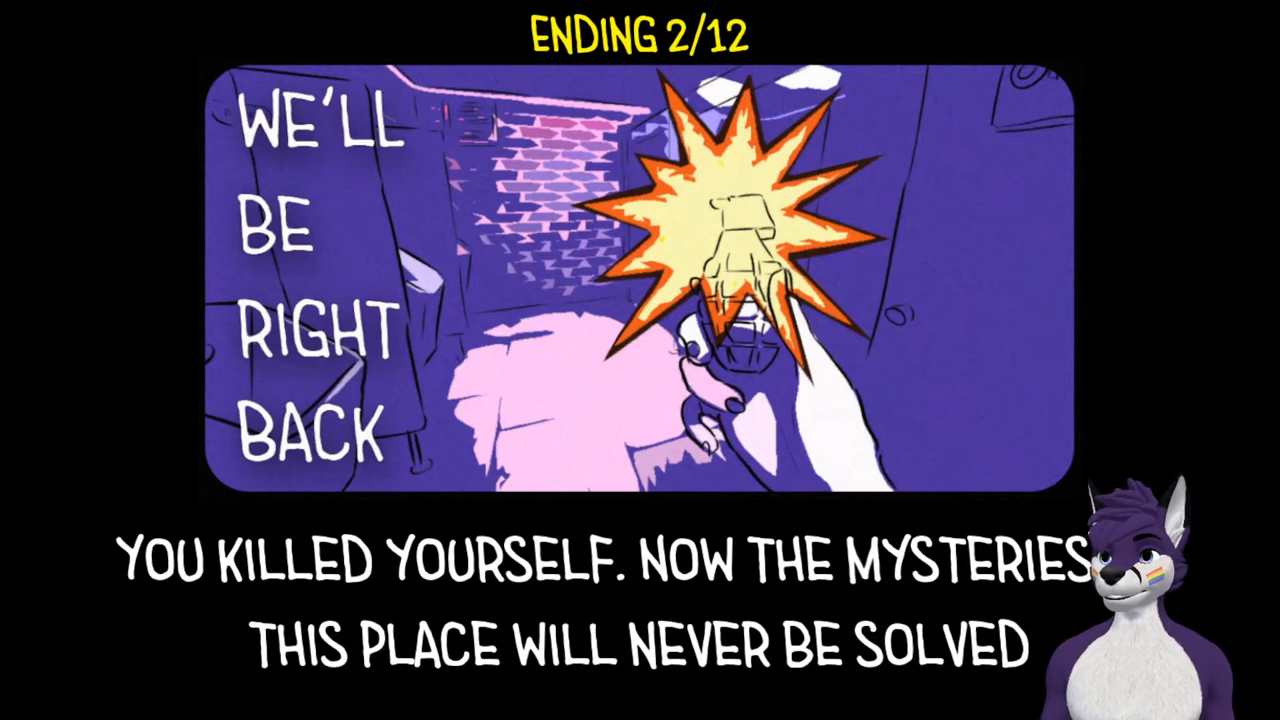 ENDING 2/12
WE'LL
BE
RIGHT
BACK
YOU KILLED YOURSELF. NOW THE MYSTERIES
THIS PLACE WILL NEVER BE SOLVED